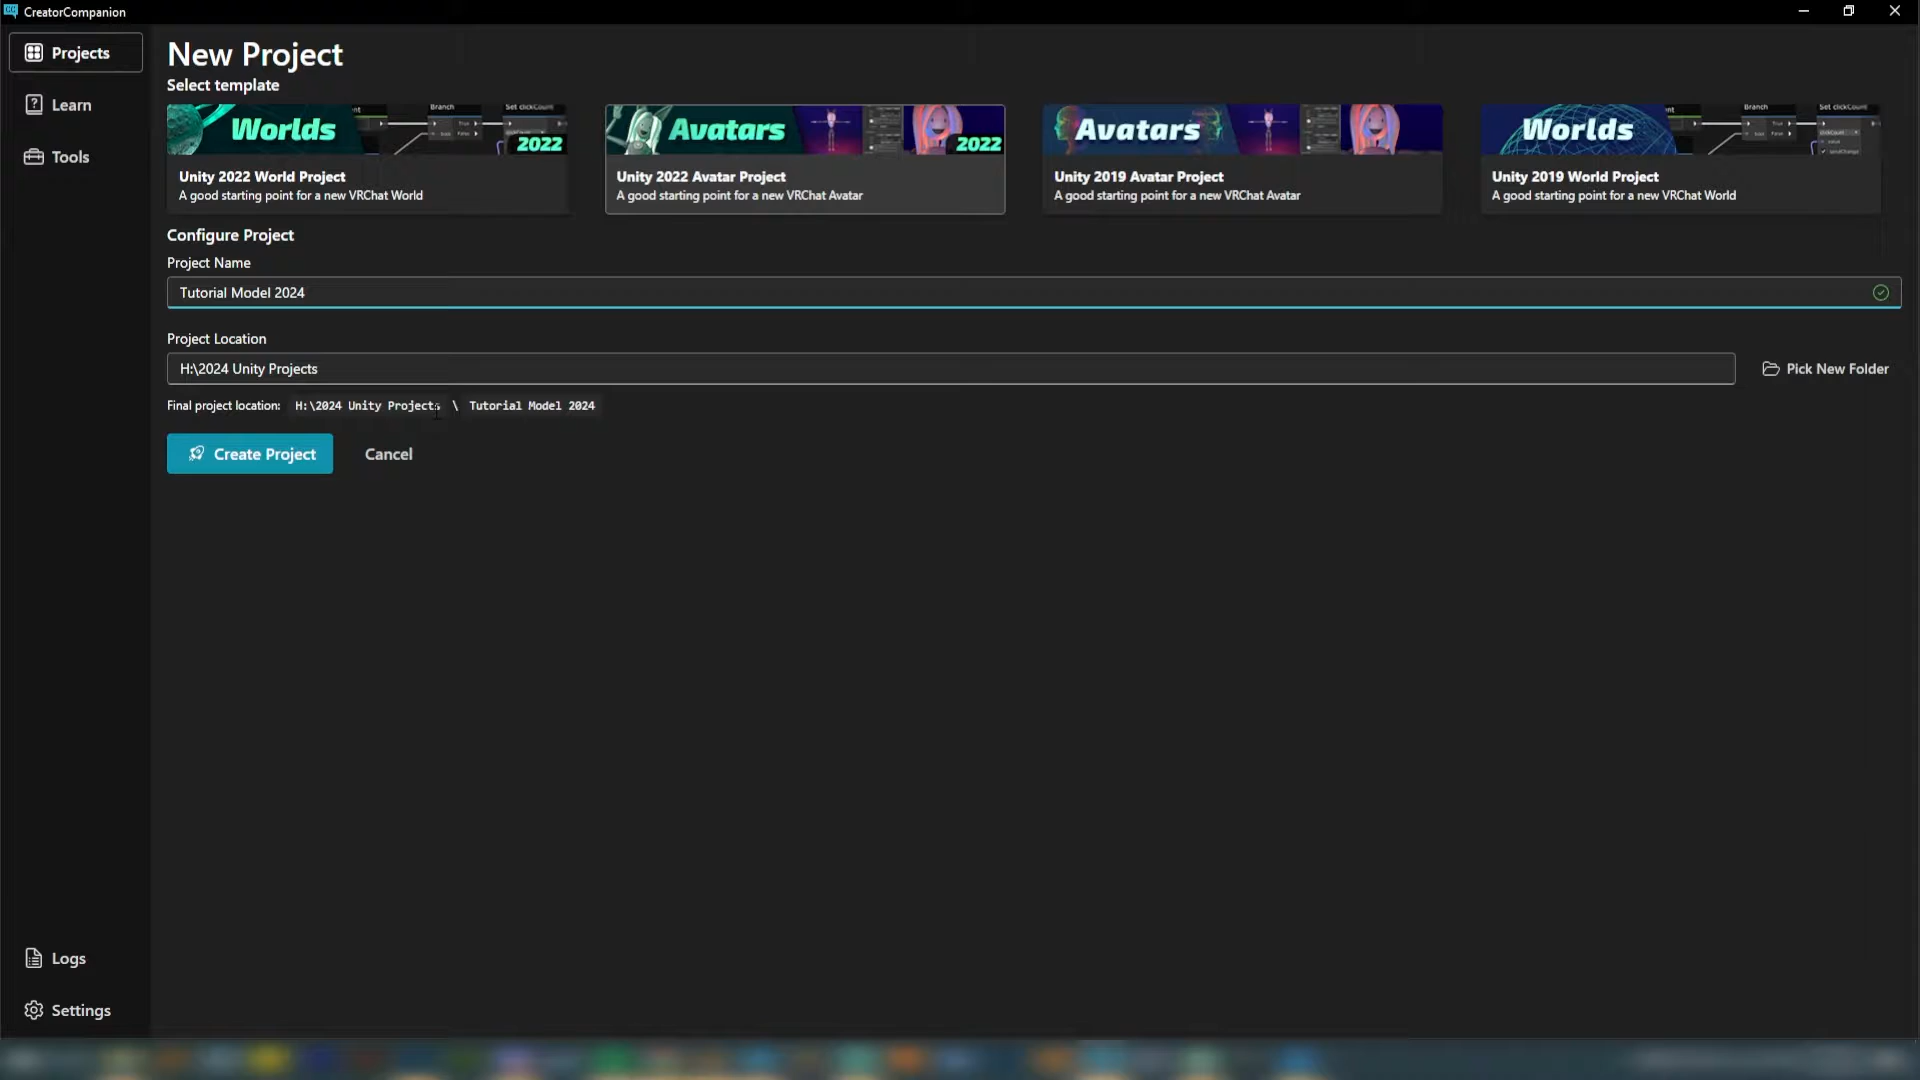 CreatorCompanion
Projects
Learn
Tools
Logs
Settings
New Project
Select template
Worlds
2022
Unity 2022 World Project
A good starting point for a new VRChat World
Avatars
2022
Unity 2022 Avatar Project
A good starting point for a new VRChat Avatar
Avatars
Unity 2019 Avatar Project
A good starting point for a new VRChat Avatar
Worlds
Branch
Set clickCount
Unity 2019 World Project
A good starting point for a new VRChat World
Configure Project
Project Name
Tutorial Model 2024
Project Location
H:\2024 Unity Projects
Pick New Folder
Final project location: H:\2024 Unity Projects \ Tutorial Model 2024
Create Project
Cancel